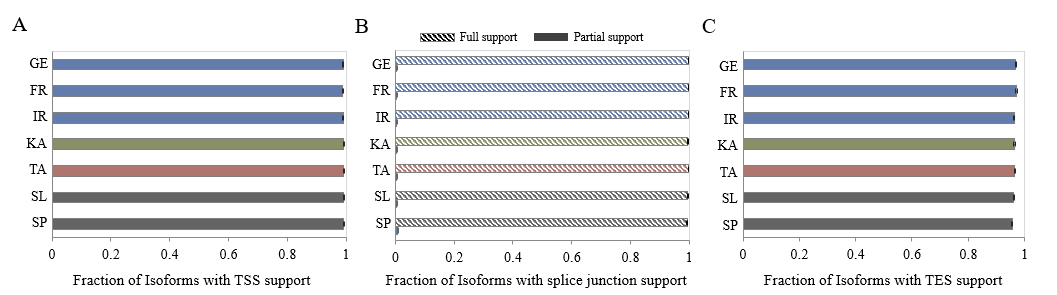 A
GE
FR
IR
KA
TA
SL
SP
0 0.2 0.4 0.6 0.8 1
Fraction of Isoforms with TSS support
B
Full support Partial support
GE
FR
IR
KA
TA
SL
SP
0 0.2 0.4 0.6 0.8 1
Fraction of Isoforms with splice junction support
C
GE
FR
IR
KA
TA
SL
SP
0 0.2 0.4 0.6 0.8 1
Fraction of Isoforms with TES support